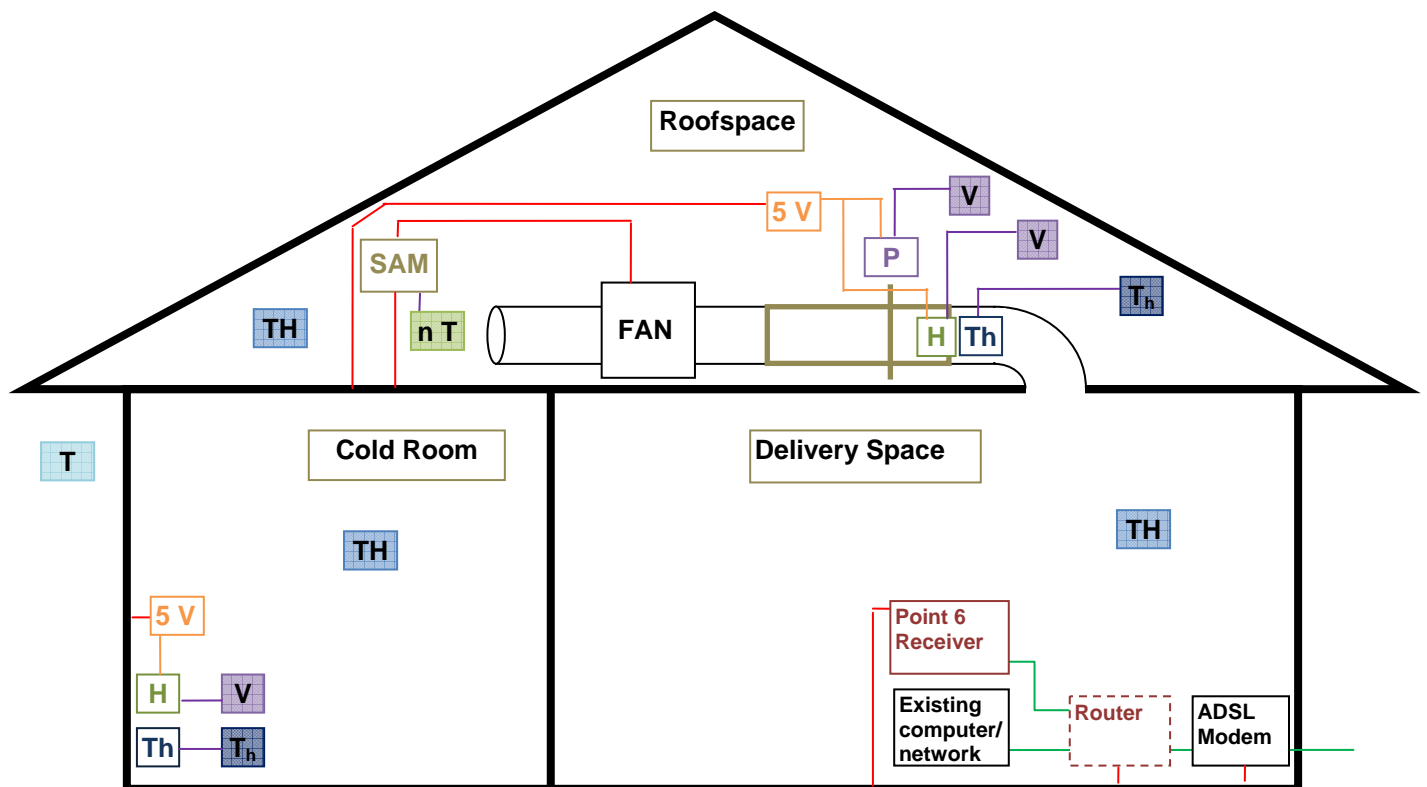 Roofspace
5 V
V
P
V
SAM
TH
n T
FAN
H
Th
Th
Cold Room
Delivery Space
T
TH
TH
5 V
H
V
Th
Th
Point 6
Receiver
Existing
computer/
network
Router
ADSL
Modem